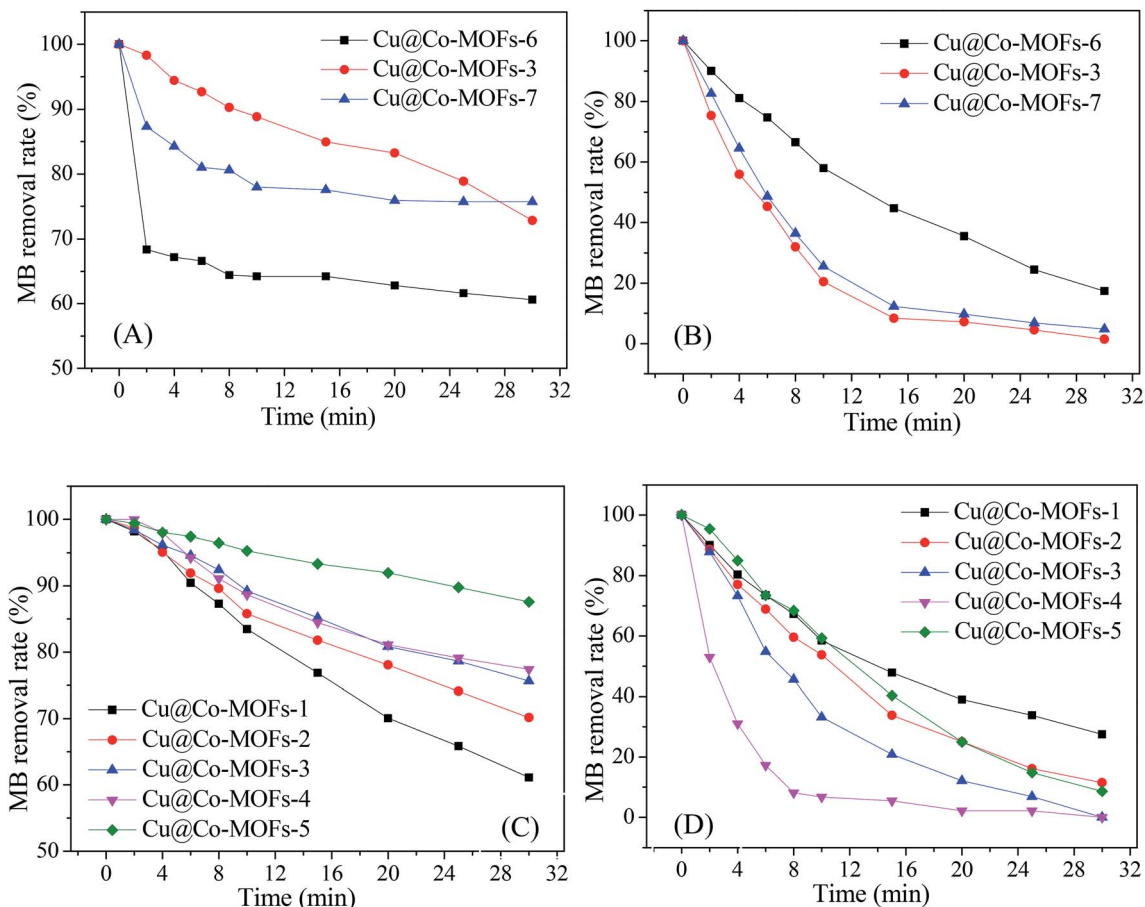 Cu@Co-MOFs-6
Cu@Co-MOFs-3
Cu@Co-MOFs-7
MB removal rate (%)
100
90
80
70
60
50
(A)
0 4 8 12 16 20 24 28 32
Time (min)
Cu@Co-MOFs-6
Cu@Co-MOFs-3
Cu@Co-MOFs-7
MB removal rate (%)
100
80
60
40
20
0
(B)
0 4 8 12 16 20 24 28 32
Time (min)
MB removal rate (%)
100
90
80
70
60
50
Cu@Co-MOFs-1
Cu@Co-MOFs-2
Cu@Co-MOFs-3
Cu@Co-MOFs-4
Cu@Co-MOFs-5
(C)
0 4 8 12 16 20 24 28 32
Time (min)
Cu@Co-MOFs-1
Cu@Co-MOFs-2
Cu@Co-MOFs-3
Cu@Co-MOFs-4
Cu@Co-MOFs-5
MB removal rate (%)
100
80
60
40
20
0
(D)
0 4 8 12 16 20 24 28 32
Time (min)